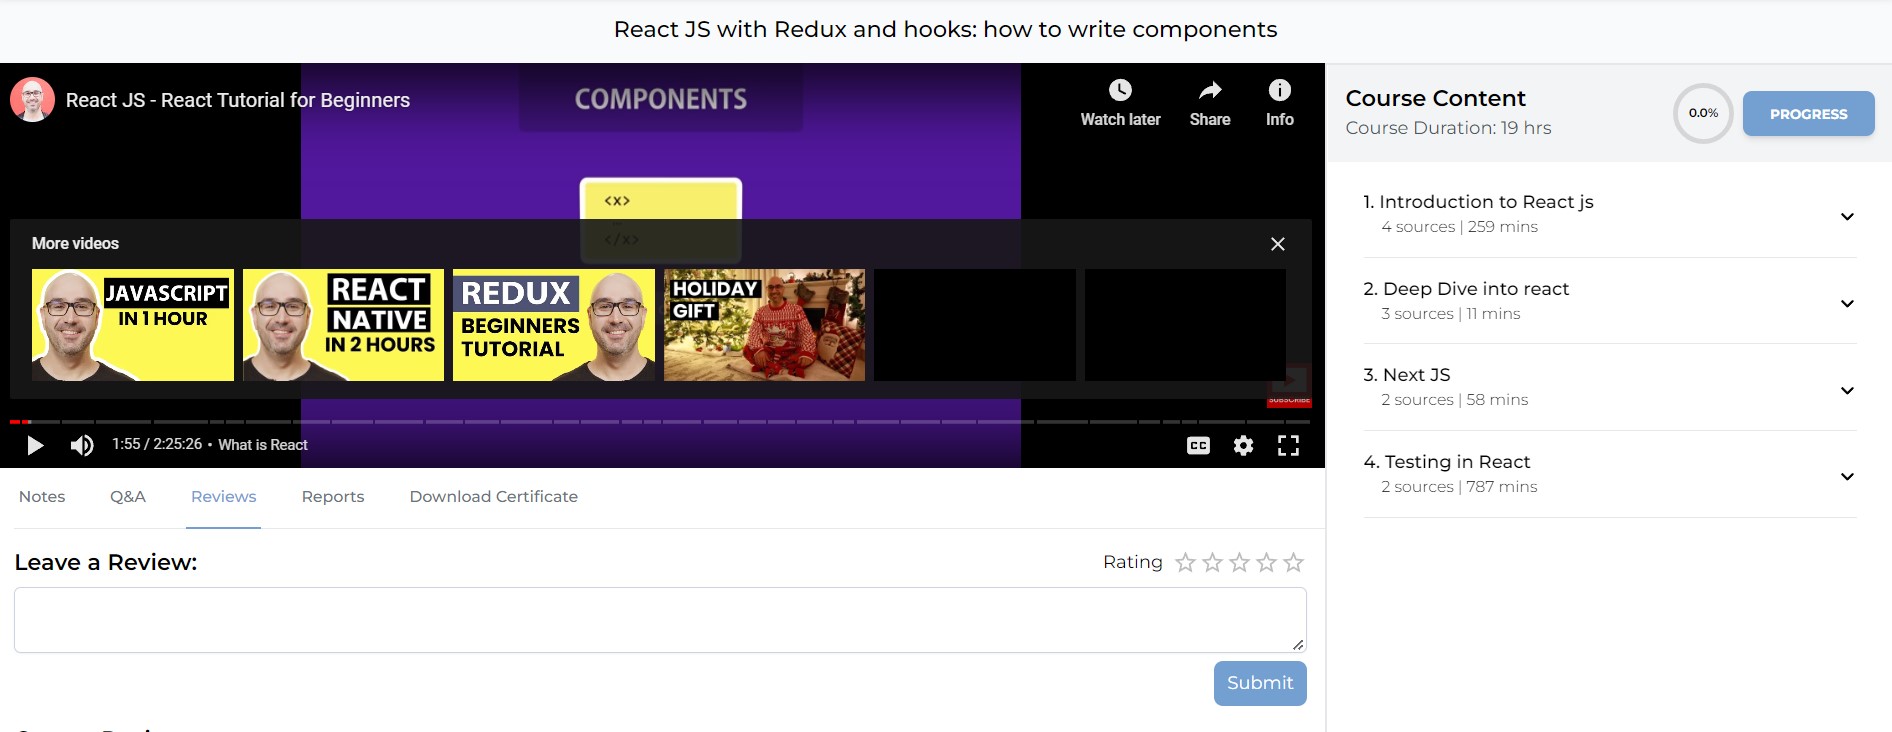 React JS with Redux and hooks: how to write components
React JS - React Tutorial for Beginners
COMPONENTS
Watch later
Share
Info
<x>
</x>
More videos
JAVASCRIPT
IN 1 HOUR
REACT
NATIVE
IN 2 HOURS
REDUX
BEGINNERS
TUTORIAL
HOLIDAY
GIFT
SUBSCRIBE
1:55 / 2:25:26 • What is React
CC
Notes
Q&A
Reviews
Reports
Download Certificate
Leave a Review:
Rating
Submit
Course Content
Course Duration: 19 hrs
0.0%
PROGRESS
1. Introduction to React js
4 sources | 259 mins
2. Deep Dive into react
3 sources | 11 mins
3. Next JS
2 sources | 58 mins
4. Testing in React
2 sources | 787 mins